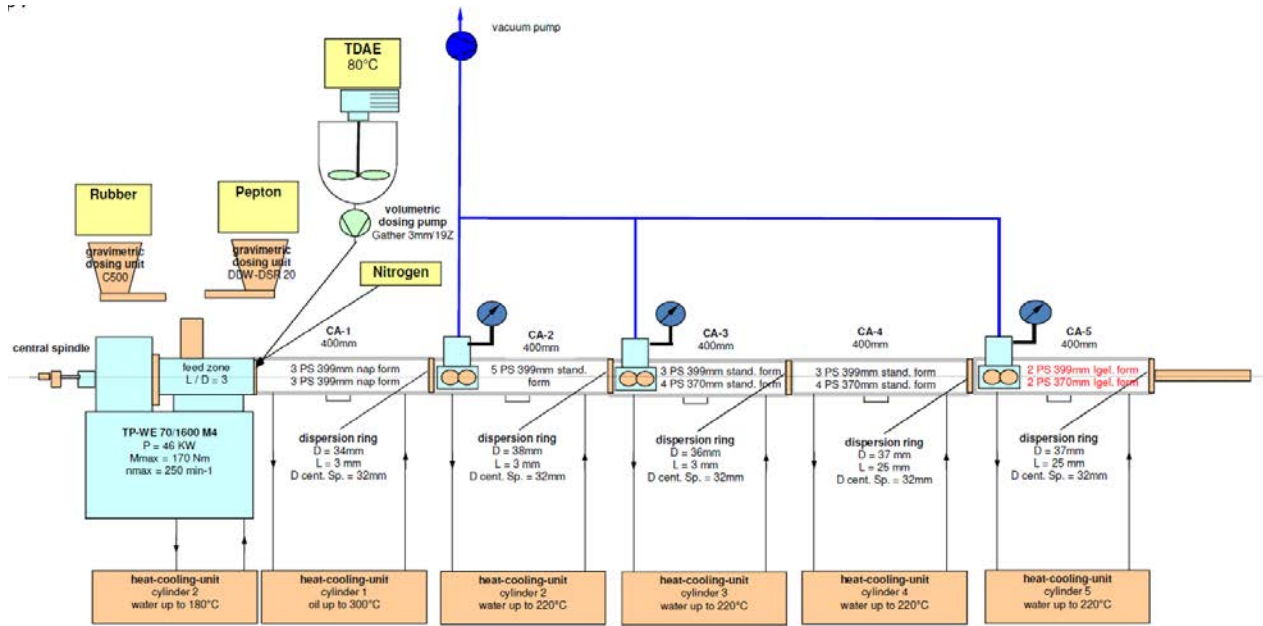 vacuum pump
TDAE
80°C
Rubber
Pepton
gravimetric
dosing unit
C500
gravimetric
dosing unit
DDW-DSR 20
volumetric
dosing pump
Gather 3mm/19Z
Nitrogen
central spindle
feed zone
L / D = 3
CA-1
400mm
3 PS 399mm nap form
3 PS 399mm nap form
CA-2
400mm
5 PS 399mm stand.
form
CA-3
400mm
3 PS 399mm stand. form
4 PS 370mm stand. form
CA-4
400mm
3 PS 399mm stand. form
4 PS 370mm stand. form
CA-5
400mm
2 PS 399mm Igel. form
2 PS 370mm Igel. form
TP-WE 70/1600 M4
P = 46 KW
Mmax = 170 Nm
nmax = 250 min-1
dispersion ring
D = 34mm
L = 3 mm
D cent. Sp. = 32mm
dispersion ring
D = 38mm
L = 3 mm
D cent. Sp. = 32mm
dispersion ring
D = 36mm
L = 3 mm
D cent. Sp. = 32mm
dispersion ring
D = 37 mm
L = 25 mm
D cent. Sp. = 32mm
dispersion ring
D = 37mm
L = 25 mm
D cent. Sp. = 32mm
heat-cooling-unit
cylinder 2
water up to 180°C
heat-cooling-unit
cylinder 1
oil up to 300°C
heat-cooling-unit
cylinder 2
water up to 220°C
heat-cooling-unit
cylinder 3
water up to 220°C
heat-cooling-unit
cylinder 4
water up to 220°C
heat-cooling-unit
cylinder 5
water up to 220°C